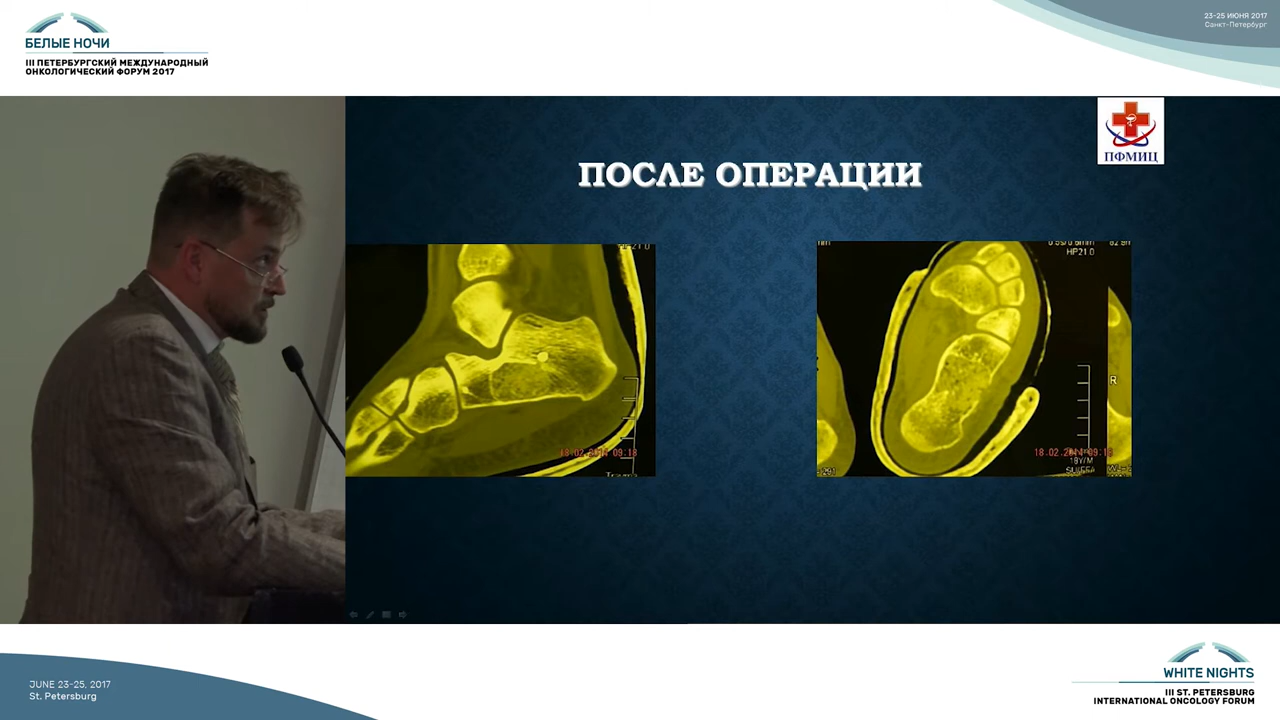 БЕЛЫЕ НОЧИ
III ПЕТЕРБУРГСКИЙ МЕЖДУНАРОДНЫЙ
ОНКОЛОГИЧЕСКИЙ ФОРУМ 2017
23-25 ИЮНЯ 2017
Санкт-Петербург
ПФМИЦ
ПОСЛЕ ОПЕРАЦИИ
HP21.0
18.02.2014 09:18
HP21.0
R
18.02.2014 09:18
18Y/M
JUNE 23-25, 2017
St. Petersburg
WHITE NIGHTS
III ST. PETERSBURG
INTERNATIONAL ONCOLOGY FORUM